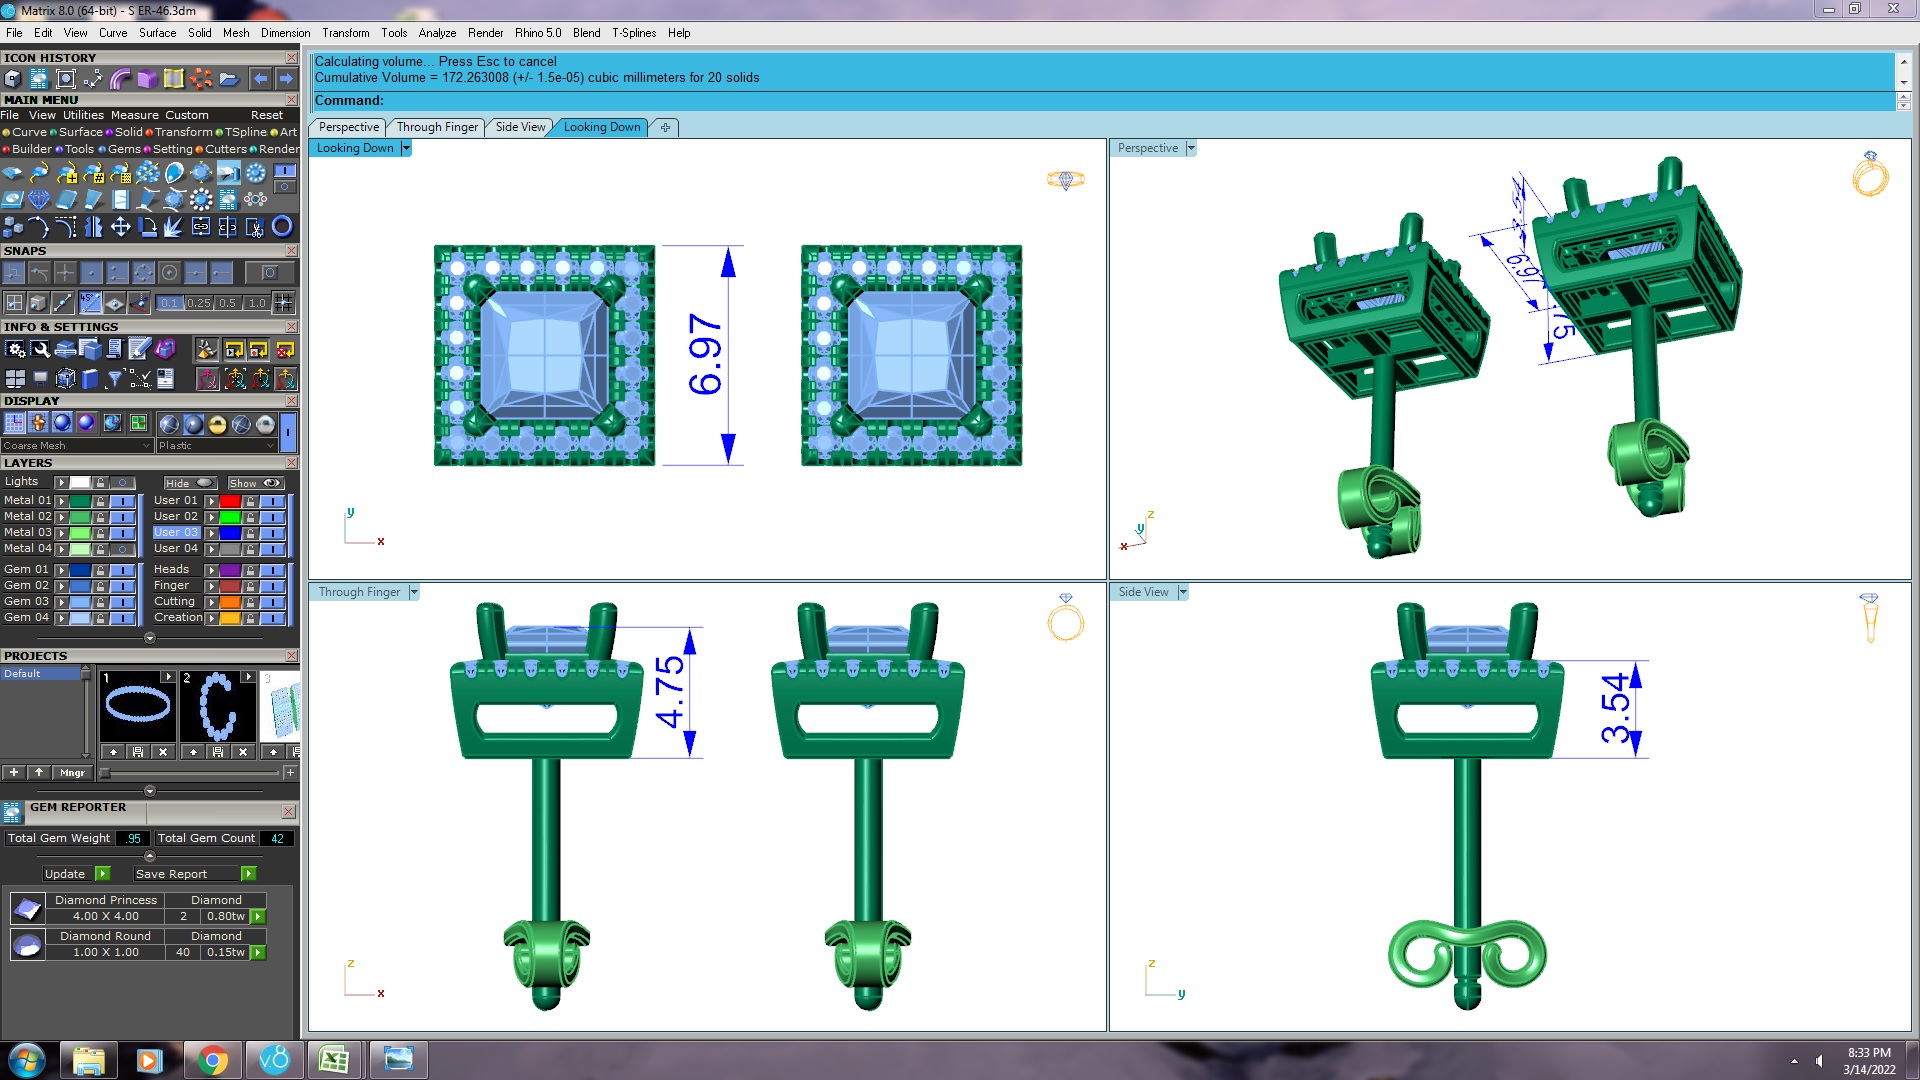 Matrix 8.0 (64-bit) - S ER-46.3dm
File Edit View Curve Surface Solid Mesh Dimension Transform Tools Analyze Render Rhino 5.0 Blend T-Splines Help
ICON HISTORY
MAIN MENU
File View Utilities Measure Custom Reset
Curve Surface Solid Transform TSpline Art
Builder Tools Gems Setting Cutters Render
SNAPS
0.1 0.25 0.5 1.0
INFO & SETTINGS
DISPLAY
Coarse Mesh Plastic
LAYERS
Lights Hide Show
Metal 01 User 01
Metal 02 User 02
Metal 03 User 03
Metal 04 User 04
Gem 01 Heads
Gem 02 Finger
Gem 03 Cutting
Gem 04 Creation
PROJECTS
Default
1 2 3
Mngr
GEM REPORTER
Total Gem Weight .95 Total Gem Count 42
Update Save Report
Diamond Princess Diamond
4.00 X 4.00 2 0.80tw
Diamond Round Diamond
1.00 X 1.00 40 0.15tw
Calculating volume... Press Esc to cancel
Cumulative Volume = 172.263008 (+/- 1.5e-05) cubic millimeters for 20 solids
Command:
Perspective Through Finger Side View Looking Down
Looking Down
6.97
y
x
Perspective
6.97
z
y
x
Through Finger
4.75
z
x
Side View
3.54
z
y
v8
8:33 PM
3/14/2022